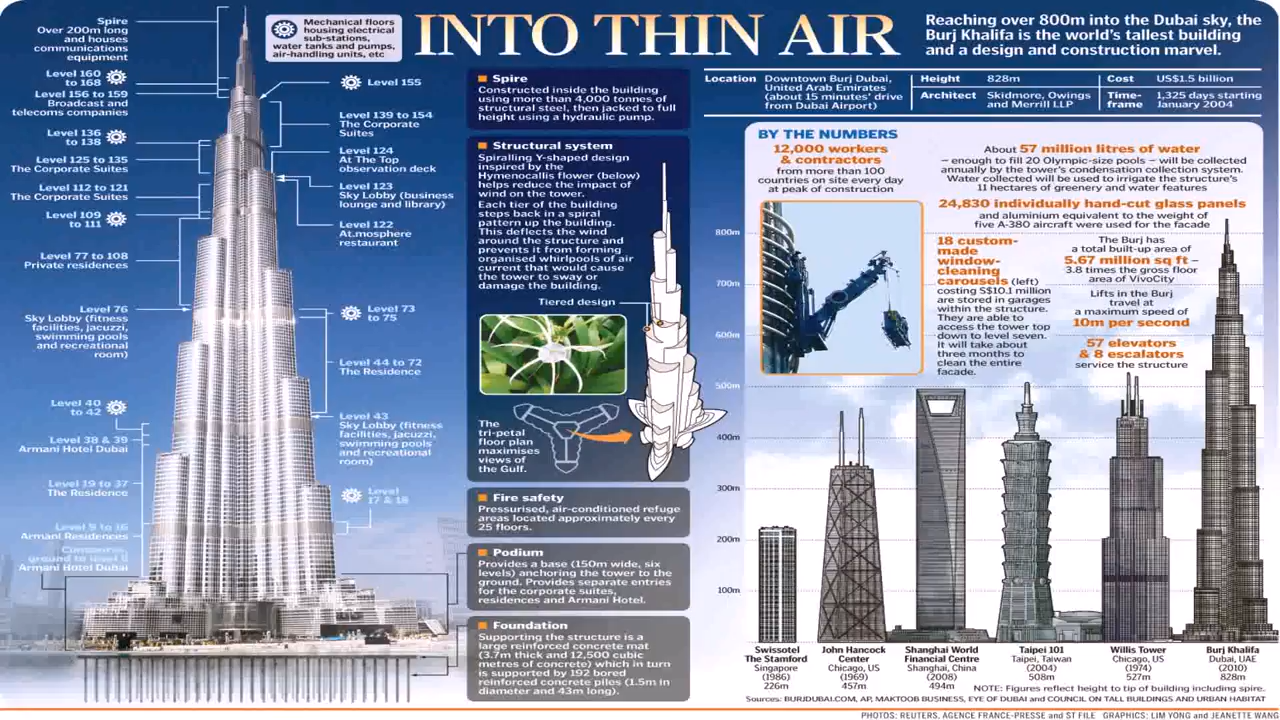 INTO THIN AIR
Reaching over 800m into the Dubai sky, the
Burj Khalifa is the world's tallest building
and a design and construction marvel.
Mechanical floors
housing electrical
sub-stations,
water tanks and pumps,
air-handling units, etc
Spire
Over 200m long
and houses
communications
equipment
Level 160
to 168
Level 156 to 159
Broadcast and
telecoms companies
Level 136
to 138
Level 125 to 135
The Corporate Suites
Level 112 to 121
The Corporate Suites
Level 109
to 111
Level 77 to 108
Private residences
Level 76
Sky Lobby (fitness
facilities, jacuzzi,
swimming pools
and recreational
room)
Level 40
to 42
Level 38 & 39
Armani Hotel Dubai
Level 19 to 37
The Residence
Level 9 to 16
Armani Residences
Concourse,
ground to level 8
Armani Hotel Dubai
Level 155
Level 139 to 154
The Corporate
Suites
Level 124
At The Top
observation deck
Level 123
Sky Lobby (business
lounge and library)
Level 122
At.mosphere
restaurant
Level 73
to 75
Level 44 to 72
The Residence
Level 43
Sky Lobby (fitness
facilities, jacuzzi,
swimming pools
and recreational
room)
Level
17 & 18
Spire
Constructed inside the building
using more than 4,000 tonnes of
structural steel, then jacked to full
height using a hydraulic pump.
Structural system
Spiralling Y-shaped design
inspired by the
Hymenocallis flower (below)
helps reduce the impact of
wind on the tower.
Each tier of the building
steps back in a spiral
pattern up the building.
This deflects the wind
around the structure and
prevents it from forming
organised whirlpools of air
current that would cause
the tower to sway or
damage the building.
Tiered design
The
tri-petal
floor plan
maximises
views of
the Gulf.
Fire safety
Pressurised, air-conditioned refuge
areas located approximately every
25 floors.
Podium
Provides a base (150m wide, six
levels) anchoring the tower to the
ground. Provides separate entries
for the corporate suites,
residences and Armani Hotel.
Foundation
Supporting the structure is a
large reinforced concrete mat
(3.7m thick and 12,500 cubic
metres of concrete) which in turn
is supported by 192 bored
reinforced concrete piles (1.5m in
diameter and 43m long).
Location Downtown Burj Dubai,
United Arab Emirates
(about 15 minutes' drive
from Dubai Airport)
Height 828m
Architect Skidmore, Owings
and Merrill LLP
Cost US$1.5 billion
Time-
frame 1,325 days starting
January 2004
BY THE NUMBERS
12,000 workers
& contractors
from more than 100
countries on site every day
at peak of construction
About 57 million litres of water
– enough to fill 20 Olympic-size pools – will be collected
annually by the tower's condensation collection system.
Water collected will be used to irrigate the structure's
11 hectares of greenery and water features
24,830 individually hand-cut glass panels
and aluminium equivalent to the weight of
five A-380 aircraft were used for the facade
18 custom-
made
window-
cleaning
carousels (left)
costing S$10.1 million
are stored in garages
within the structure.
They are able to
access the tower top
down to level seven.
It will take about
three months to
clean the entire
facade.
The Burj has
a total built-up area of
5.67 million sq ft –
3.8 times the gross floor
area of VivoCity
Lifts in the Burj
travel at
a maximum speed of
10m per second
57 elevators
& 8 escalators
service the structure
800m
700m
600m
500m
400m
300m
200m
100m
Swissotel
The Stamford
Singapore
(1986)
226m
John Hancock
Center
Chicago, US
(1969)
457m
Shanghai World
Financial Centre
Shanghai, China
(2008)
494m
Taipei 101
Taipei, Taiwan
(2004)
508m
Willis Tower
Chicago, US
(1974)
527m
Burj Khalifa
Dubai, UAE
(2010)
828m
NOTE: Figures reflect height to tip of building including spire.
Sources: BURJDUBAI.COM, AP, MAKTOOB BUSINESS, EYE OF DUBAI and COUNCIL ON TALL BUILDINGS AND URBAN HABITAT
PHOTOS: REUTERS, AGENCE FRANCE-PRESSE and ST FILE GRAPHICS: LIM YONG and JEANETTE WANG